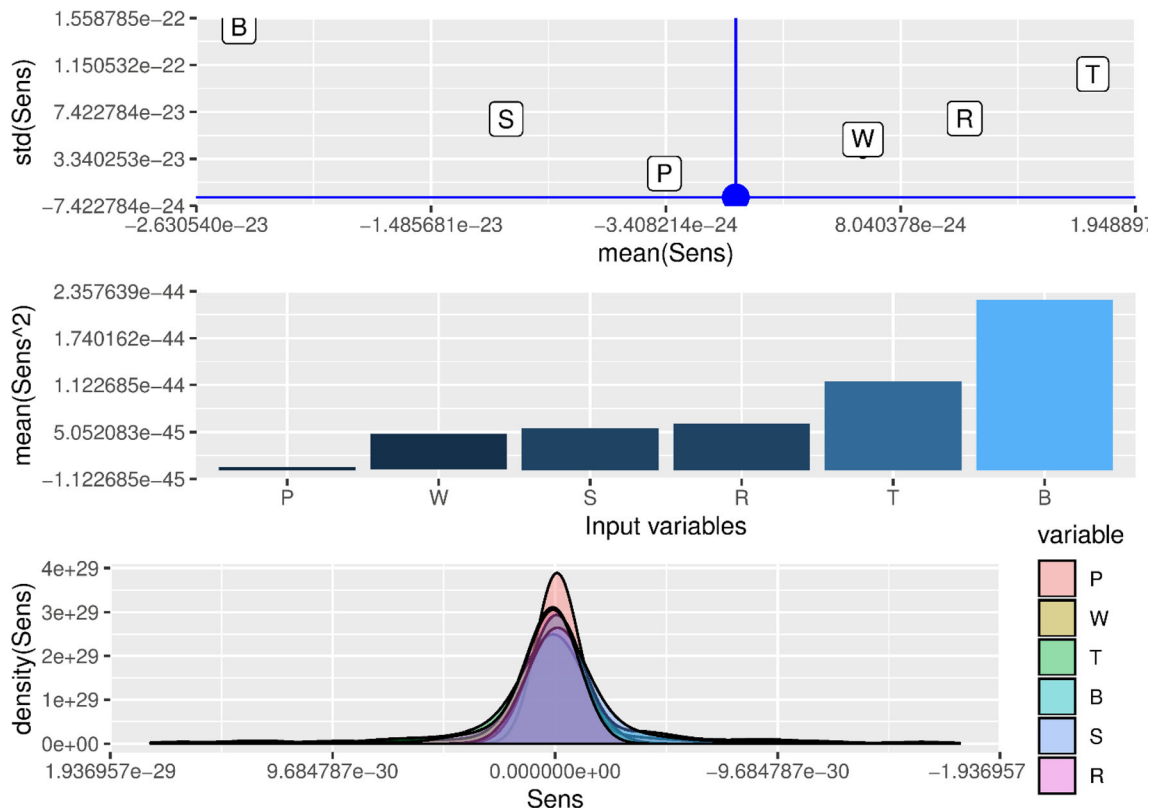 std(Sens)
1.558785e−22
1.150532e−22
7.422784e−23
3.340253e−23
−7.422784e−24
B
S
P
W
R
T
−2.630540e−23 −1.485681e−23 −3.408214e−24 8.040378e−24 1.948897
mean(Sens)
mean(Sens^2)
2.357639e−44
1.740162e−44
1.122685e−44
5.052083e−45
−1.122685e−45
P W S R T B
Input variables
density(Sens)
4e+29
3e+29
2e+29
1e+29
0e+00
1.936957e−29 9.684787e−30 0.000000e+00 −9.684787e−30 −1.936957
Sens
variable
P
W
T
B
S
R